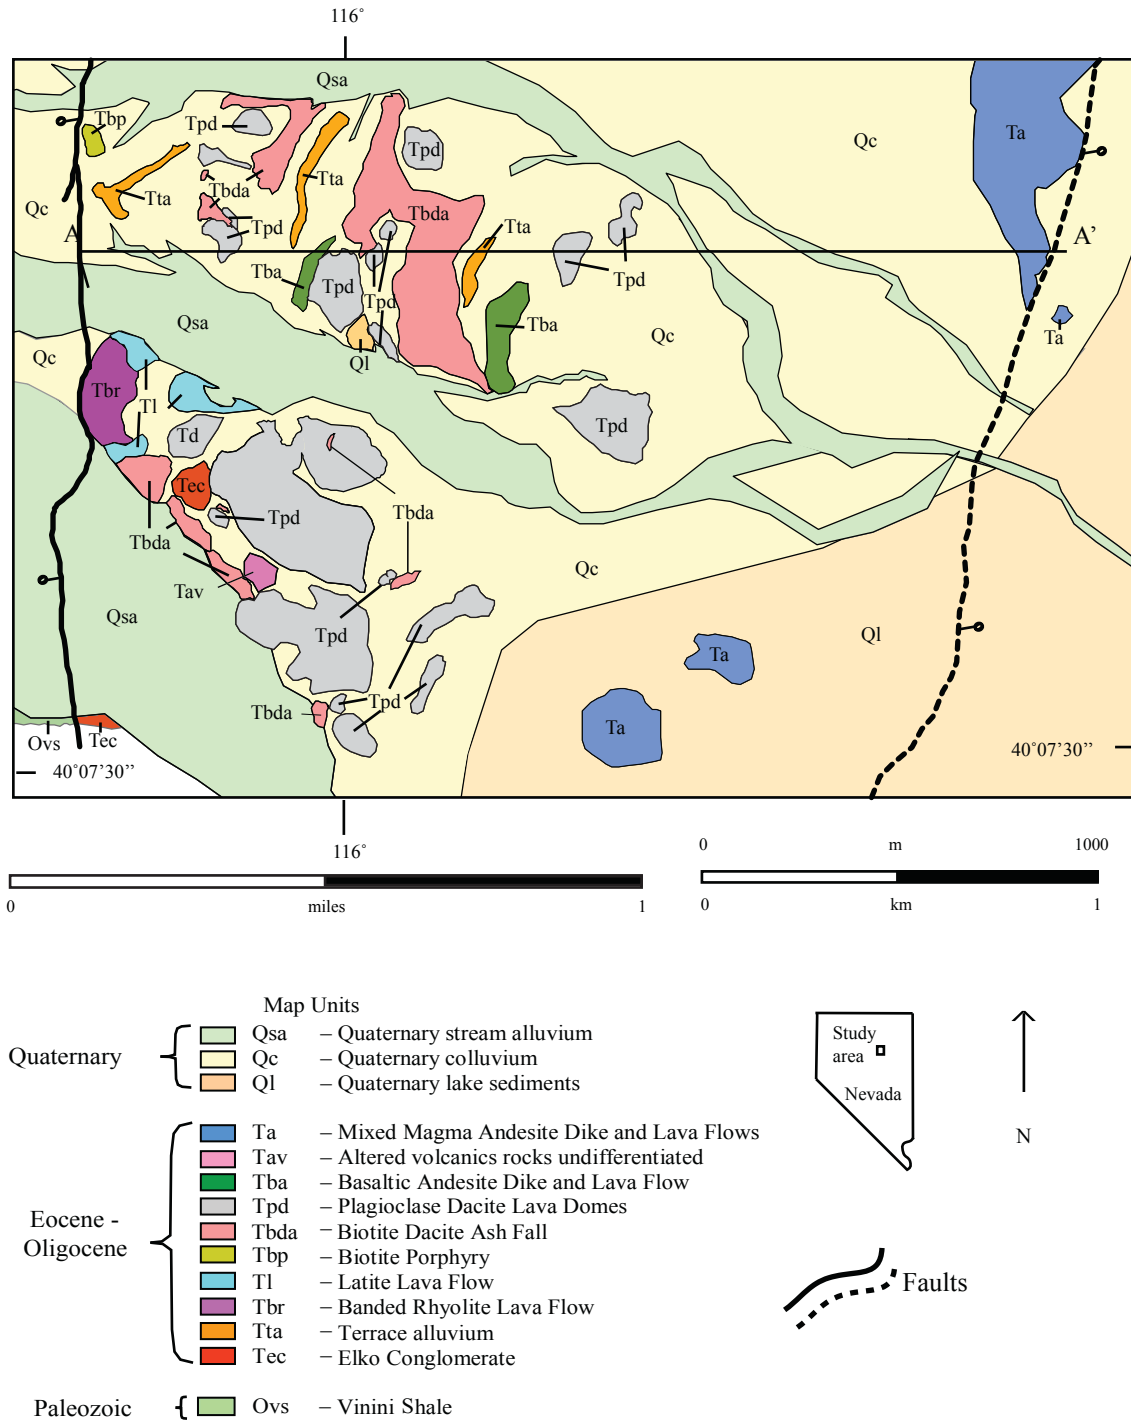 116˚
Qsa
Tbp
Tpd
Tpd
Qc
Ta
Tbda
Tta
Tta
Qc
Tbda
Tta
Tpd
A
A’
Tba
Tpd
Tpd
Tpd
Qsa
Tba
Qc
Ta
Qc
Ql
Tbr
Tl
Td
Tpd
Tec
Tpd
Tbda
Tbda
Qc
Tav
Qsa
Tpd
Ql
Ta
Tpd
Tbda
Ta
Ovs
Tec
40˚07’30’’
40˚07’30’’
116˚
0 m 1000
0 miles 1
0 km 1
Map Units
Quaternary
Qsa – Quaternary stream alluvium
Qc – Quaternary colluvium
Ql – Quaternary lake sediments
Eocene -
Oligocene
Ta – Mixed Magma Andesite Dike and Lava Flows
Tav – Altered volcanics rocks undifferentiated
Tba – Basaltic Andesite Dike and Lava Flow
Tpd – Plagioclase Dacite Lava Domes
Tbda – Biotite Dacite Ash Fall
Tbp – Biotite Porphyry
Tl – Latite Lava Flow
Tbr – Banded Rhyolite Lava Flow
Tta – Terrace alluvium
Tec – Elko Conglomerate
Paleozoic
Ovs – Vinini Shale
Study
area
Nevada
N
Faults